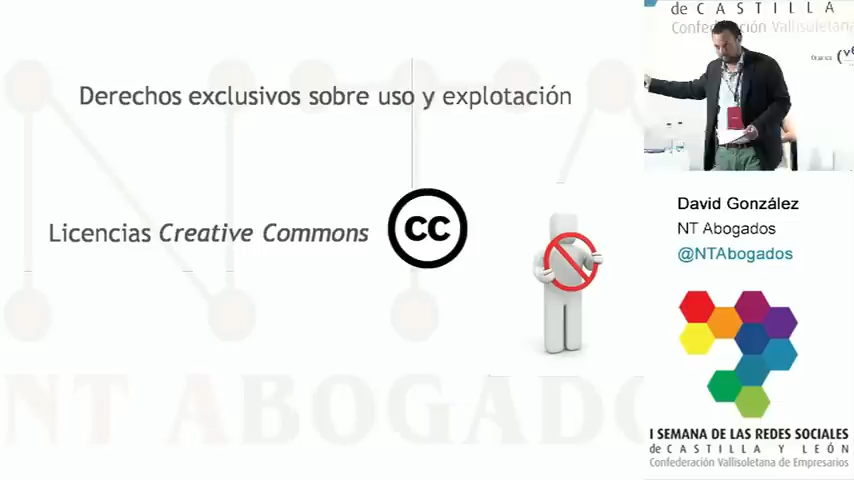 Derechos exclusivos sobre uso y explotación
Licencias Creative Commons
CC
NT ABOGADO
de CASTILLA
Confederación Vallisoletana
David González
NT Abogados
@NTAbogados
I SEMANA DE LAS REDES SOCIALES
de CASTILLA Y LEÓN
Confederación Vallisoletana de Empresarios